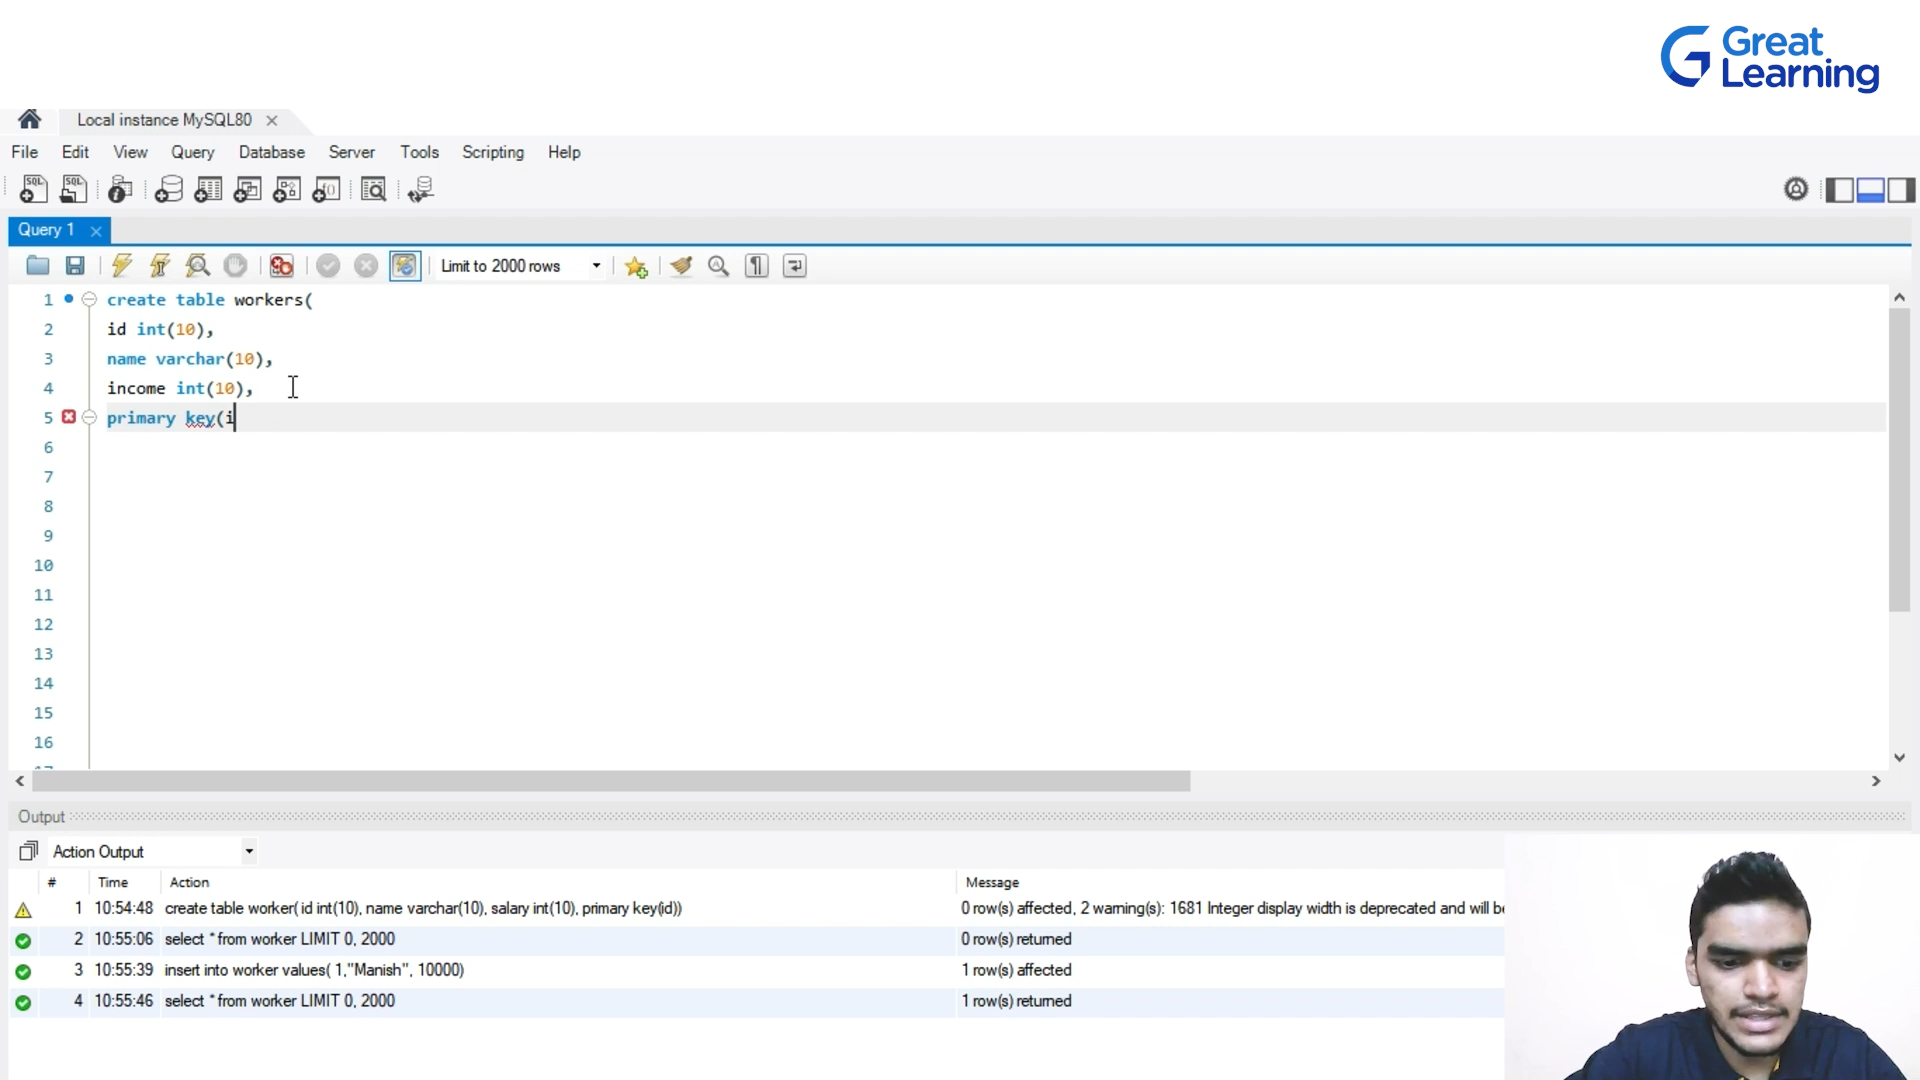 Great
Learning
Local instance MySQL80
File Edit View Query Database Server Tools Scripting Help
Query 1
Limit to 2000 rows
1 create table workers(
2 id int(10),
3 name varchar(10),
4 income int(10),
5 primary key(i
6
7
8
9
10
11
12
13
14
15
16
Output
Action Output
# Time Action Message
1 10:54:48 create table worker( id int(10), name varchar(10), salary int(10), primary key(id)) 0 row(s) affected, 2 warning(s): 1681 Integer display width is deprecated and will be
2 10:55:06 select * from worker LIMIT 0, 2000 0 row(s) returned
3 10:55:39 insert into worker values( 1,"Manish", 10000) 1 row(s) affected
4 10:55:46 select * from worker LIMIT 0, 2000 1 row(s) returned